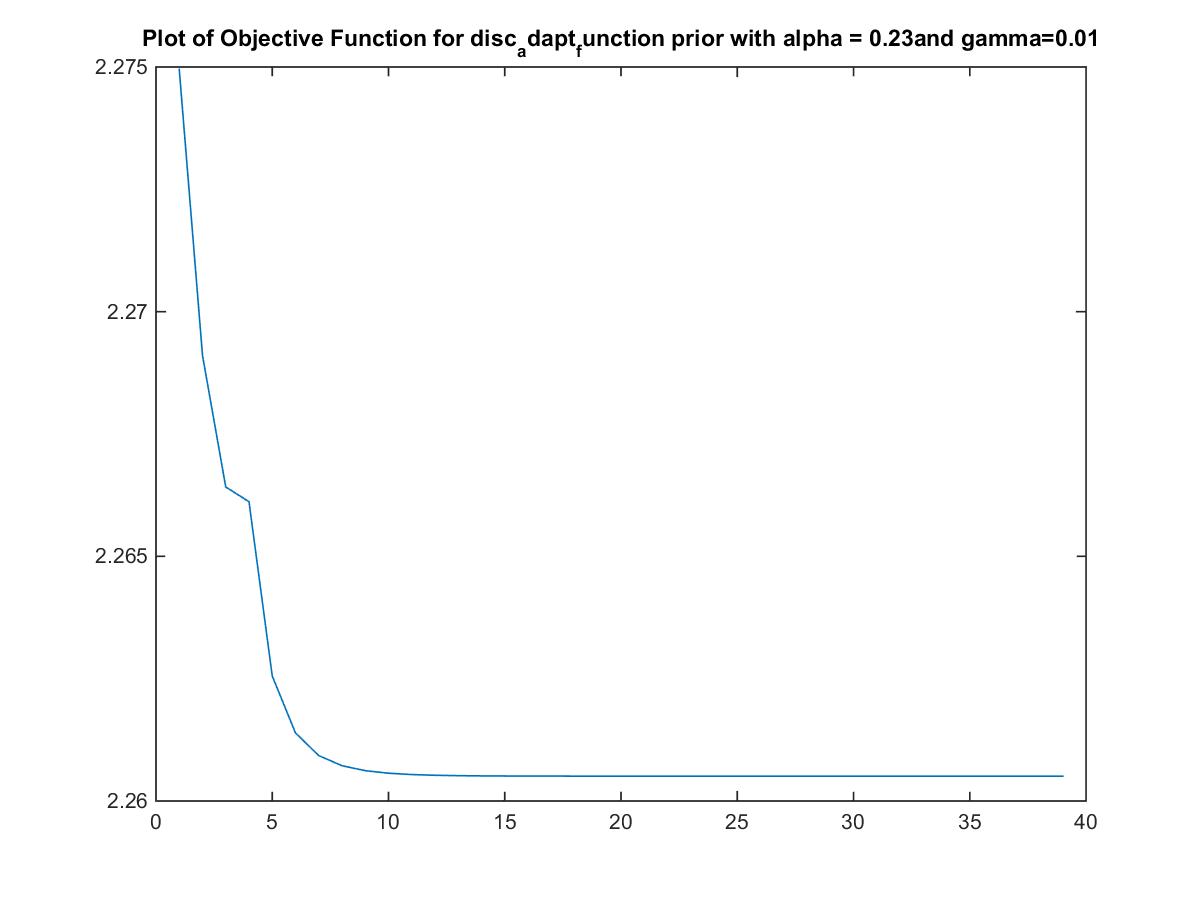 Plot of Objective Function for disc_adapt_function prior with alpha = 0.23and gamma=0.01
2.275
2.27
2.265
2.26
0 5 10 15 20 25 30 35 40